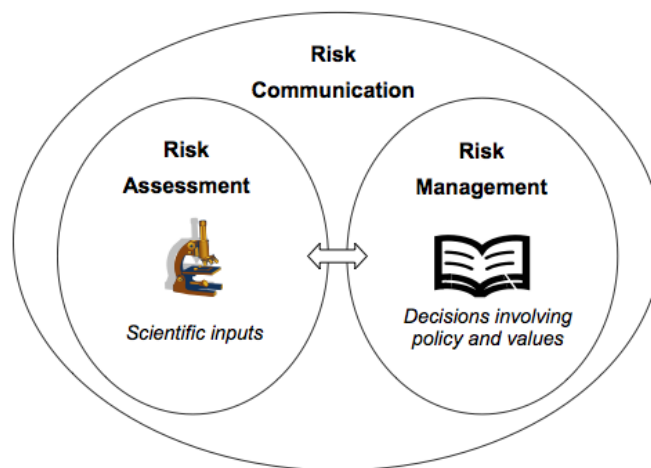 Risk
Communication
Risk
Assessment
Scientific inputs
Risk
Management
Decisions involving
policy and values